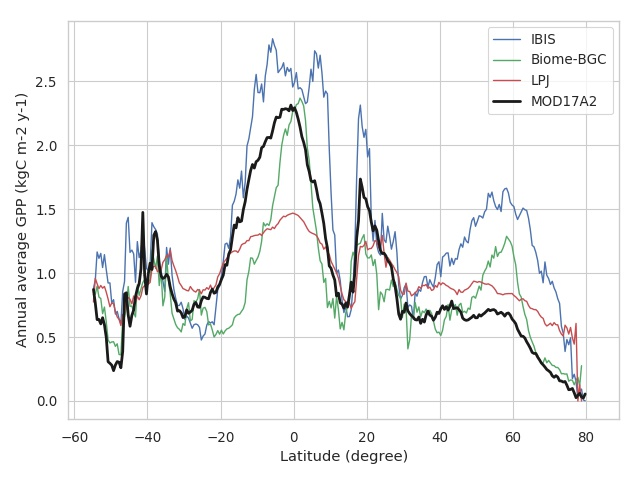 IBIS
Biome-BGC
LPJ
MOD17A2
Annual average GPP (kgC m-2 y-1)
2.5
2.0
1.5
1.0
0.5
0.0
−60 −40 −20 0 20 40 60 80
Latitude (degree)